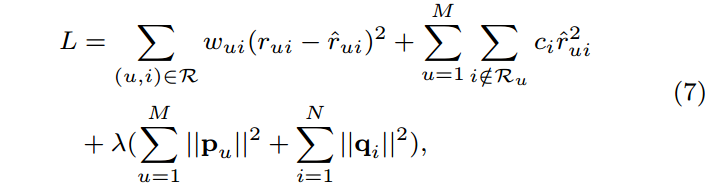 L = \sum_{(u,i)\in\mathcal{R}} w_{ui}(r_{ui} - \hat{r}_{ui})^2 + \sum_{u=1}^{M} \sum_{i\notin\mathcal{R}_u} c_i \hat{r}_{ui}^2
(7)
+ \lambda(\sum_{u=1}^{M} ||\mathbf{p}_u||^2 + \sum_{i=1}^{N} ||\mathbf{q}_i||^2),